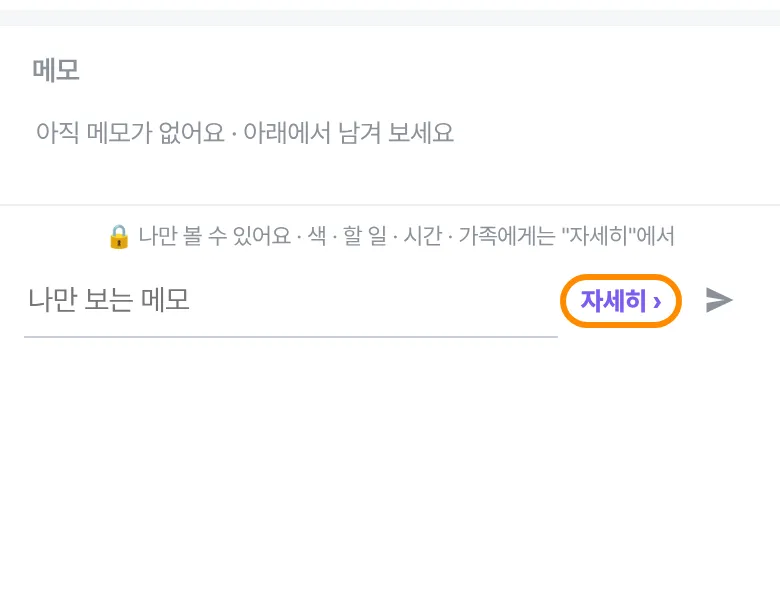 메모
아직 메모가 없어요 · 아래에서 남겨 보세요
🔒 나만 볼 수 있어요 · 색 · 할 일 · 시간 · 가족에게는 "자세히"에서
나만 보는 메모
자세히 ›